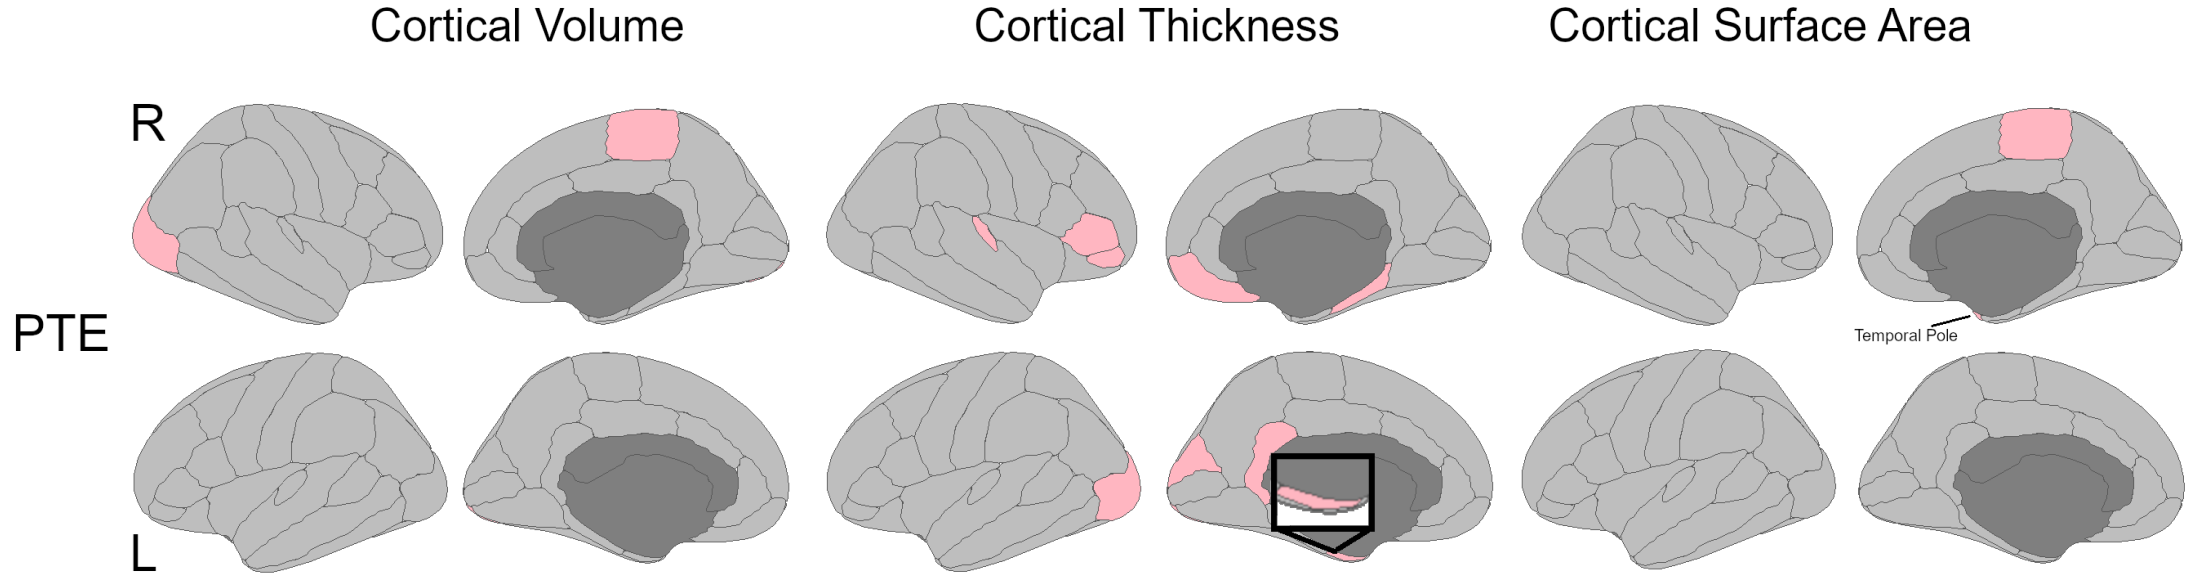 Cortical Volume
Cortical Thickness
Cortical Surface Area
R
PTE
Temporal Pole
L